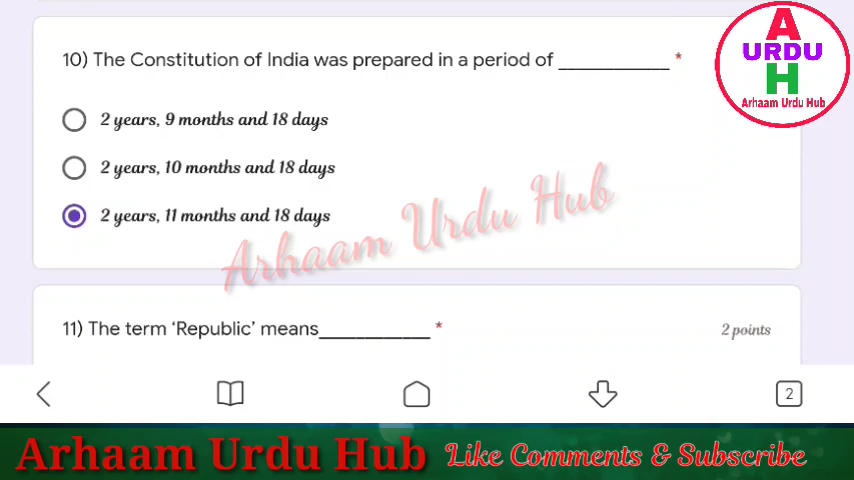 10) The Constitution of India was prepared in a period of ____________ *
2 years, 9 months and 18 days
2 years, 10 months and 18 days
2 years, 11 months and 18 days
Arhaam Urdu Hub
11) The term ‘Republic’ means____________ *
2 points
2
A
URDU
H
Arhaam Urdu Hub
Arhaam Urdu Hub
Like Comments & Subscribe